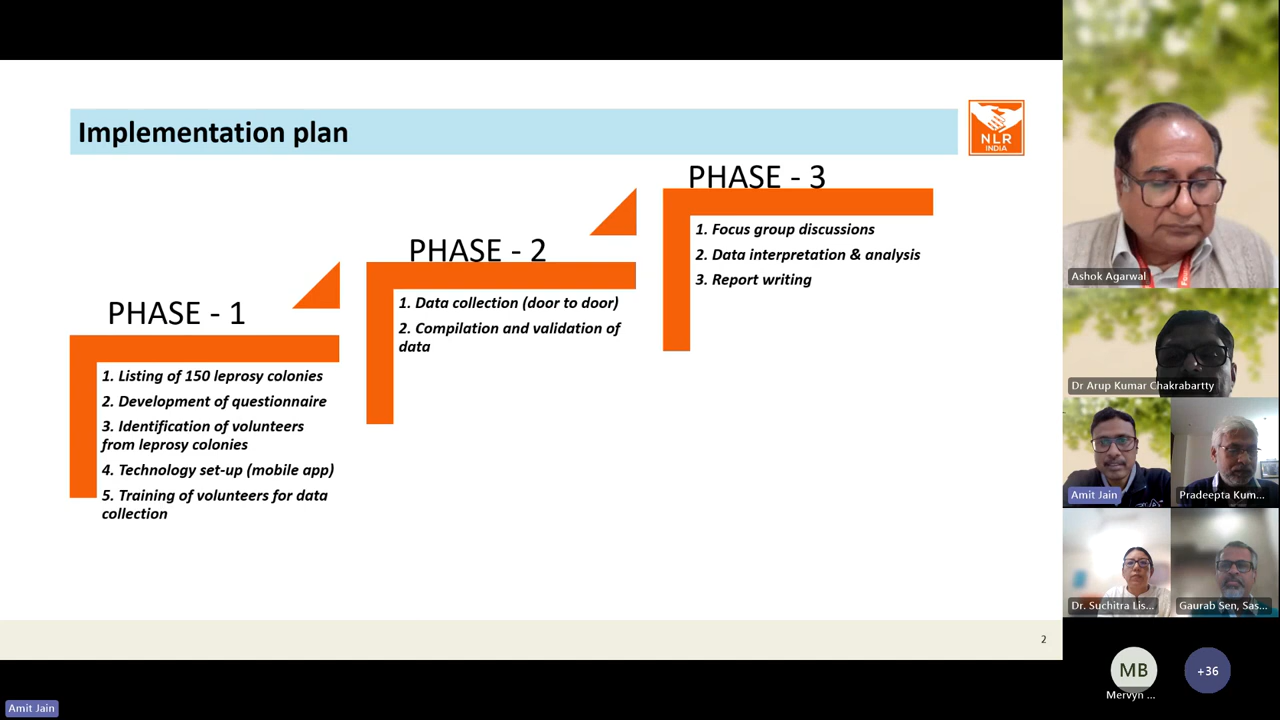 Implementation plan
NLR
INDIA
PHASE - 1
1. Listing of 150 leprosy colonies
2. Development of questionnaire
3. Identification of volunteers
from leprosy colonies
4. Technology set-up (mobile app)
5. Training of volunteers for data
collection
PHASE - 2
1. Data collection (door to door)
2. Compilation and validation of
data
PHASE - 3
1. Focus group discussions
2. Data interpretation & analysis
3. Report writing
2
Amit Jain
Ashok Agarwal
Dr Arup Kumar Chakrabartty
Amit Jain
Pradeepta Kum...
Dr. Suchitra Lis...
Gaurab Sen, Sas...
MB
Mervyn ...
+36